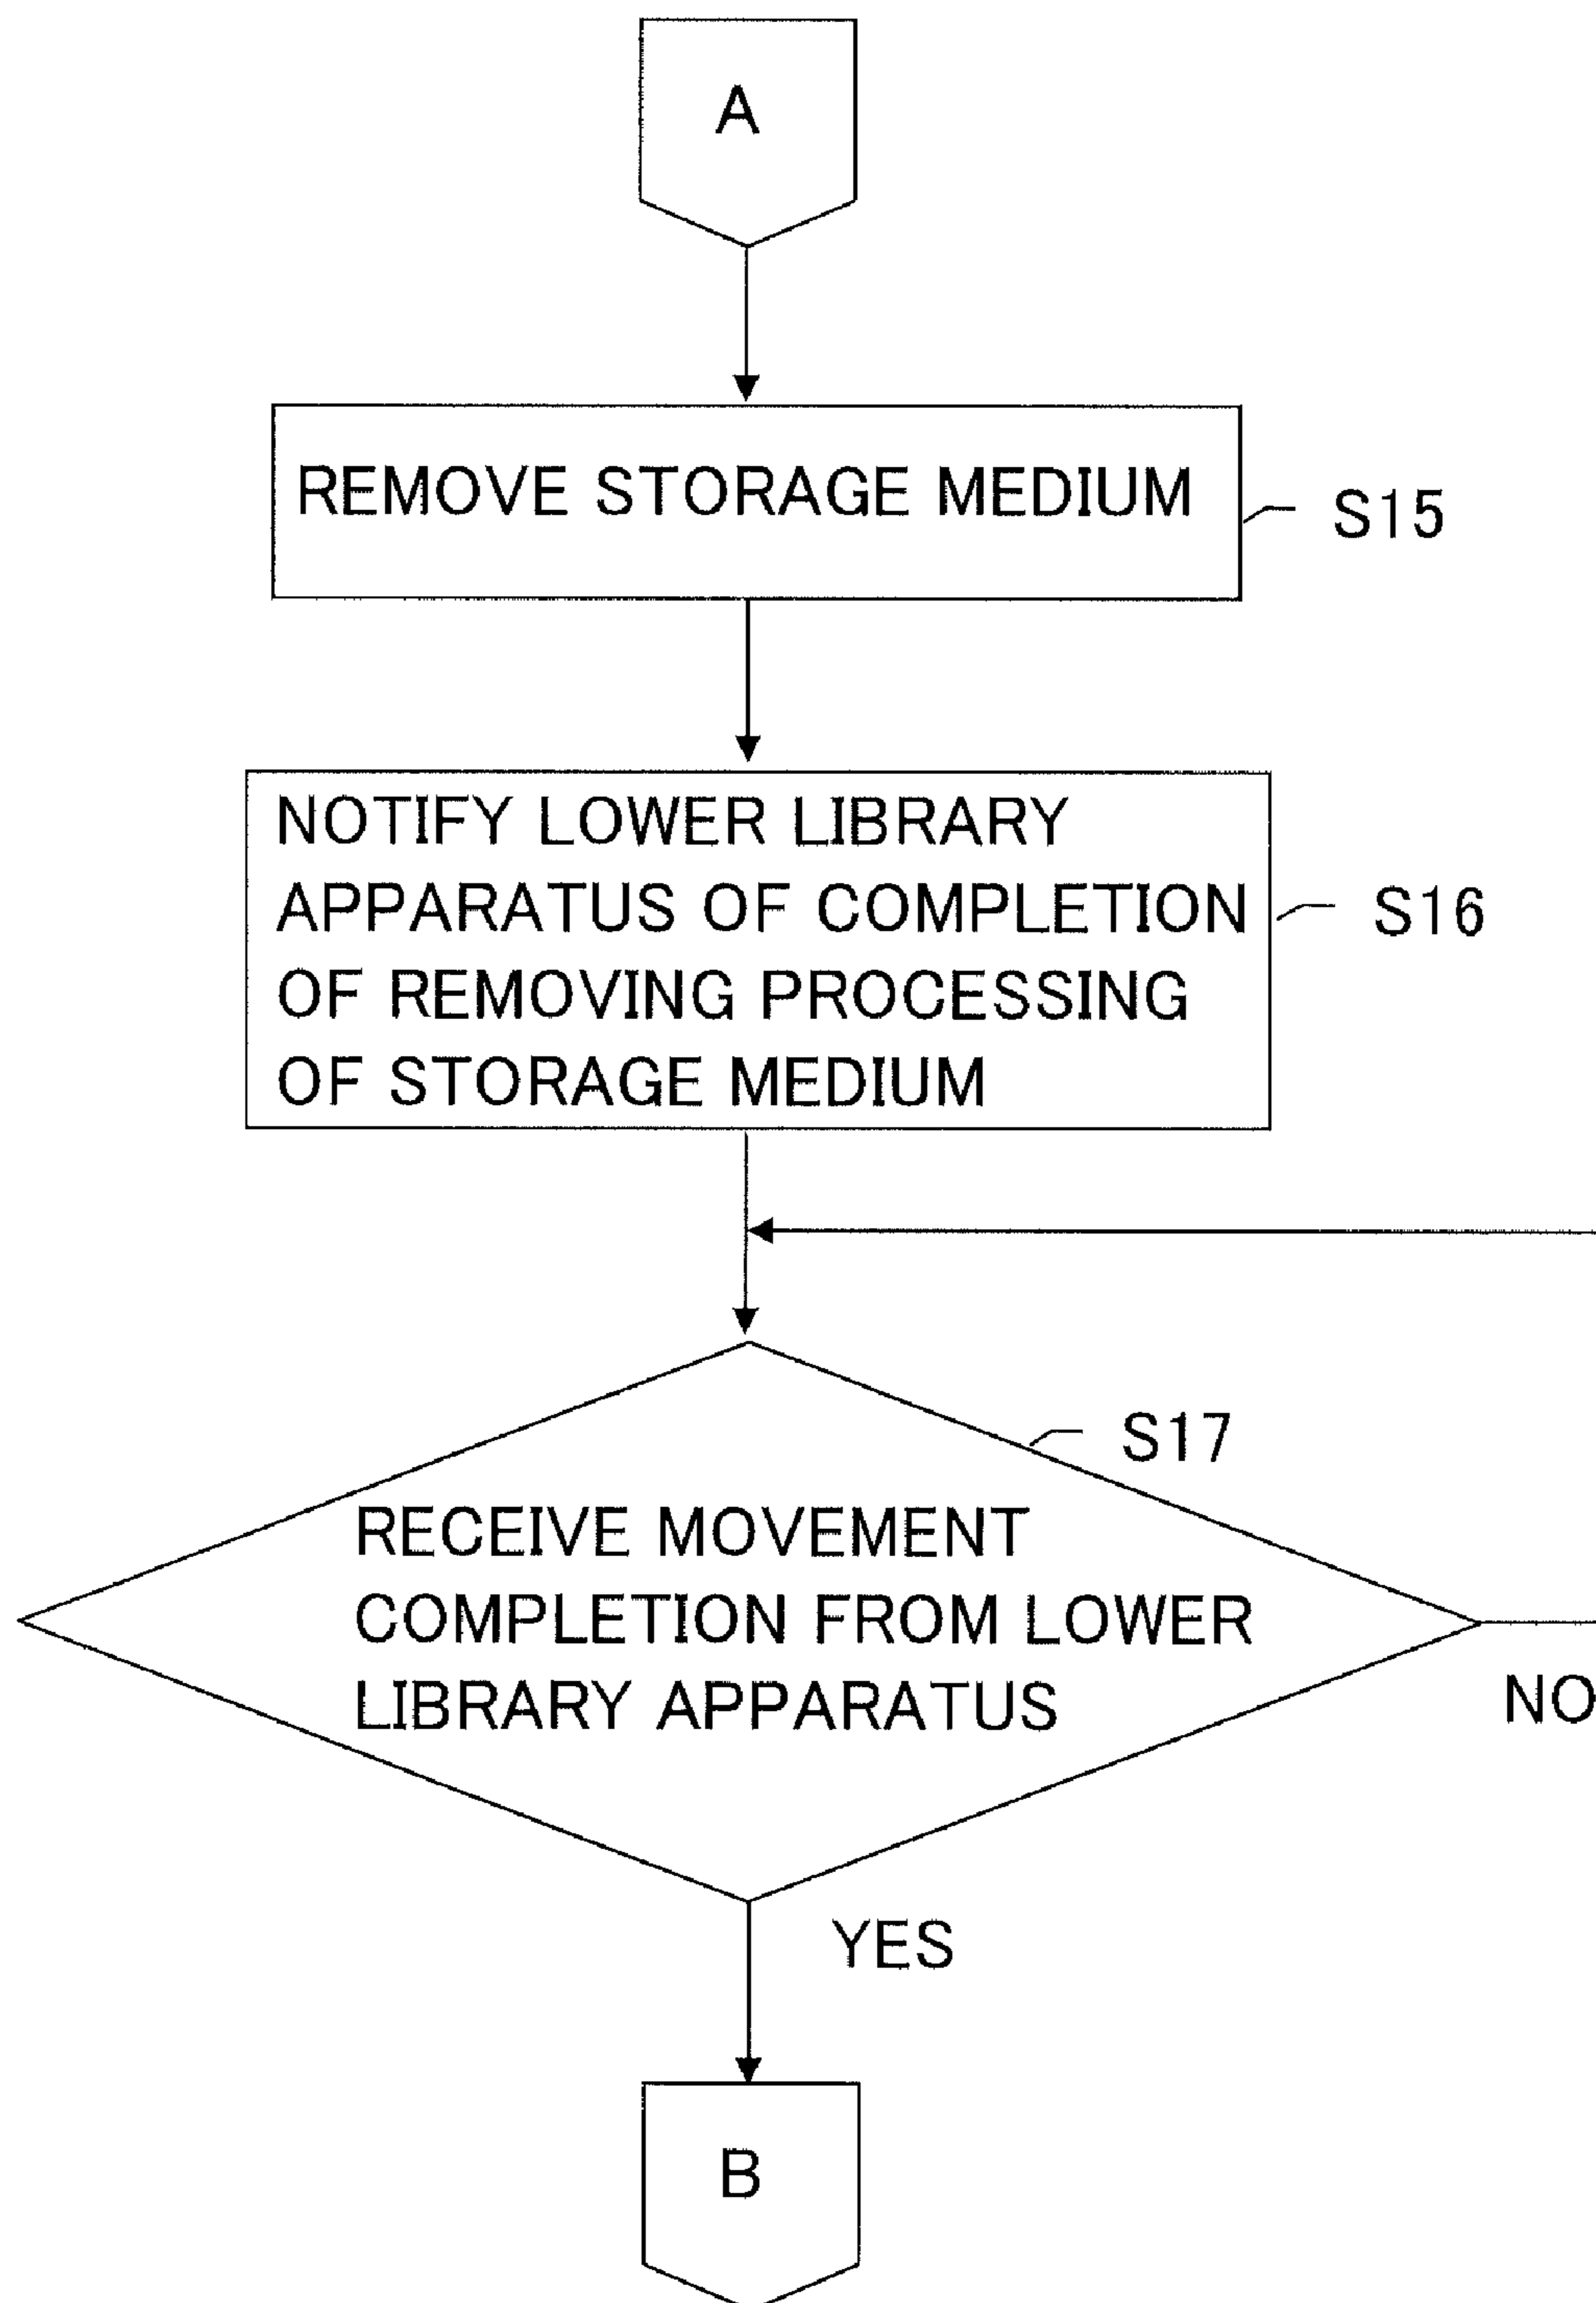 A
REMOVE STORAGE MEDIUM
S15
NOTIFY LOWER LIBRARY
APPARATUS OF COMPLETION
OF REMOVING PROCESSING
OF STORAGE MEDIUM
S16
S17
RECEIVE MOVEMENT
COMPLETION FROM LOWER
LIBRARY APPARATUS
NO
YES
B